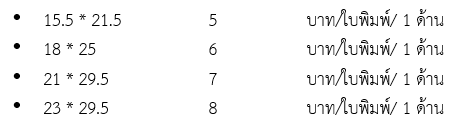 • 15.5 * 21.5 5 บาท/ใบพิมพ์/ 1 ด้าน
• 18 * 25 6 บาท/ใบพิมพ์/ 1 ด้าน
• 21 * 29.5 7 บาท/ใบพิมพ์/ 1 ด้าน
• 23 * 29.5 8 บาท/ใบพิมพ์/ 1 ด้าน